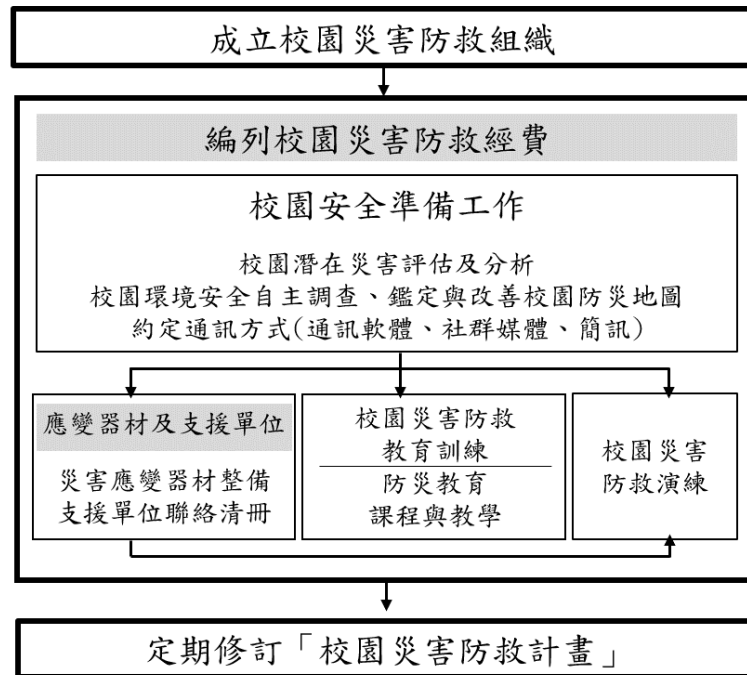 成立校園災害防救組織
編列校園災害防救經費
校園安全準備工作
校園潛在災害評估及分析
校園環境安全自主調查、鑑定與改善校園防災地圖
約定通訊方式(通訊軟體、社群媒體、簡訊)
應變器材及支援單位
災害應變器材整備
支援單位聯絡清冊
校園災害防救
教育訓練
防災教育
課程與教學
校園災害
防救演練
定期修訂「校園災害防救計畫」